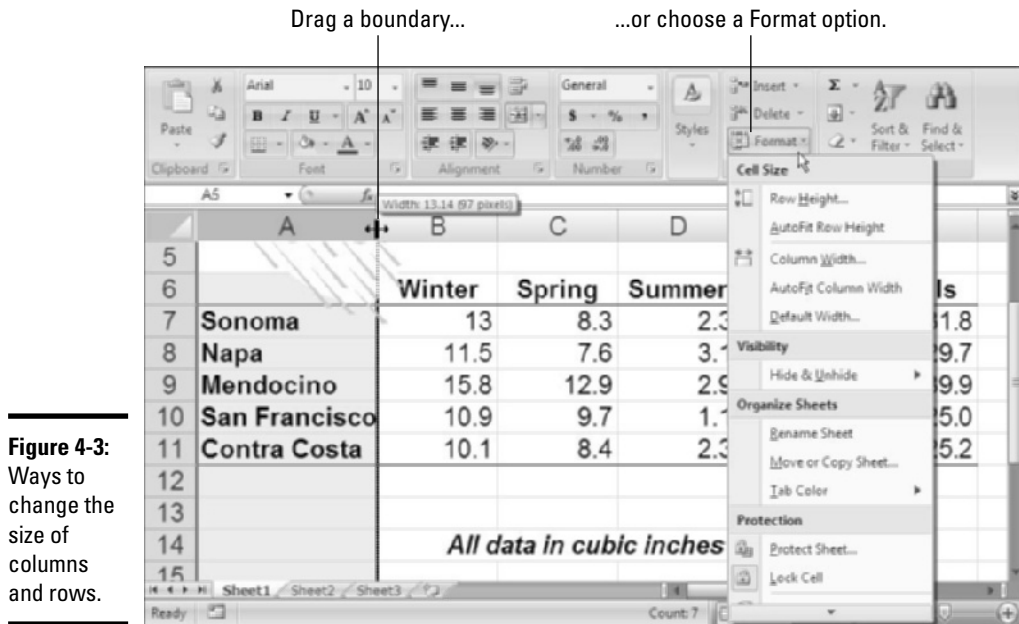 Drag a boundary... ...or choose a Format option.
Arial 10 General Insert Σ
B I U A A $ % , Styles Delete Sort & Find &
Paste A Format Filter Select
Clipboard Font Alignment Number Cell Size
A5 fx Width: 13.14 (97 pixels) Row Height...
A B C D AutoFit Row Height
5 Column Width...
6 Winter Spring Summer AutoFit Column Width ls
7 Sonoma 13 8.3 2.3 Default Width... 1.8
8 Napa 11.5 7.6 3. Visibility 9.7
9 Mendocino 15.8 12.9 2.9 Hide & Unhide 9.9
Organize Sheets
10 San Francisco 10.9 9.7 1. Rename Sheet 5.0
11 Contra Costa 10.1 8.4 2.3 Move or Copy Sheet... 5.2
12 Tab Color
13 Protection
14 All data in cubic inches Protect Sheet...
15 Lock Cell
Sheet1 Sheet2 Sheet3
Ready Count: 7
Figure 4-3:
Ways to
change the
size of
columns
and rows.